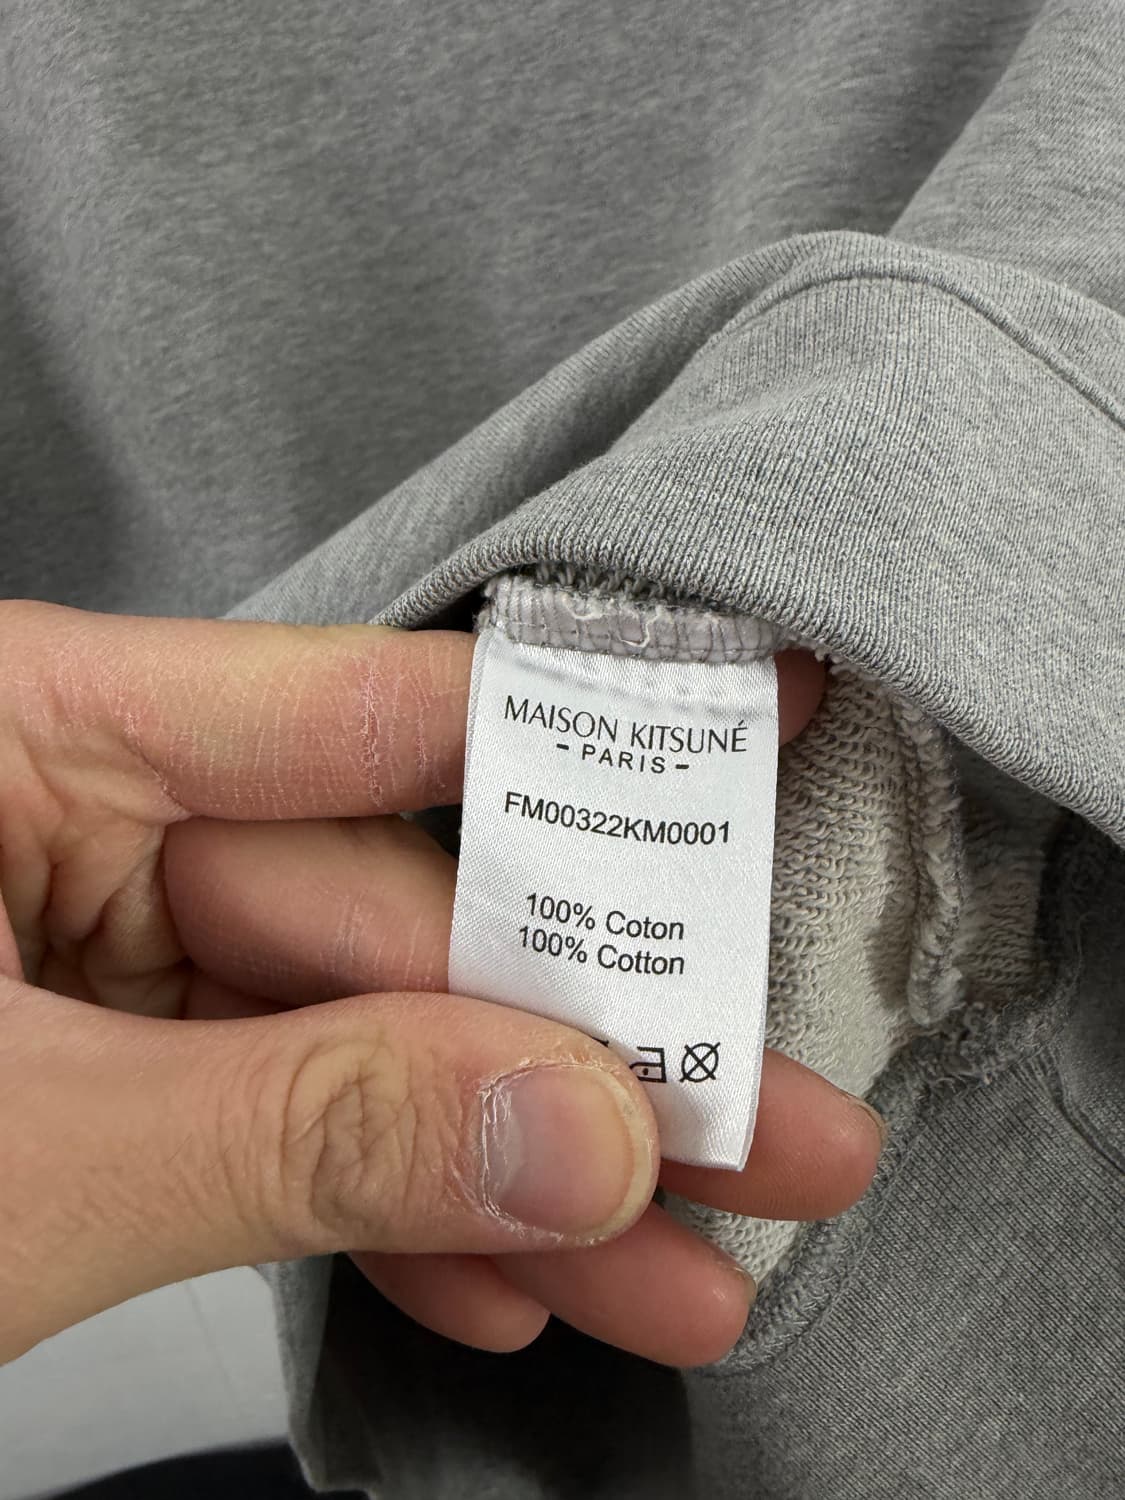 MAISON KITSUNÉ
- PARIS -
FM00322KM0001
100% Coton
100% Cotton